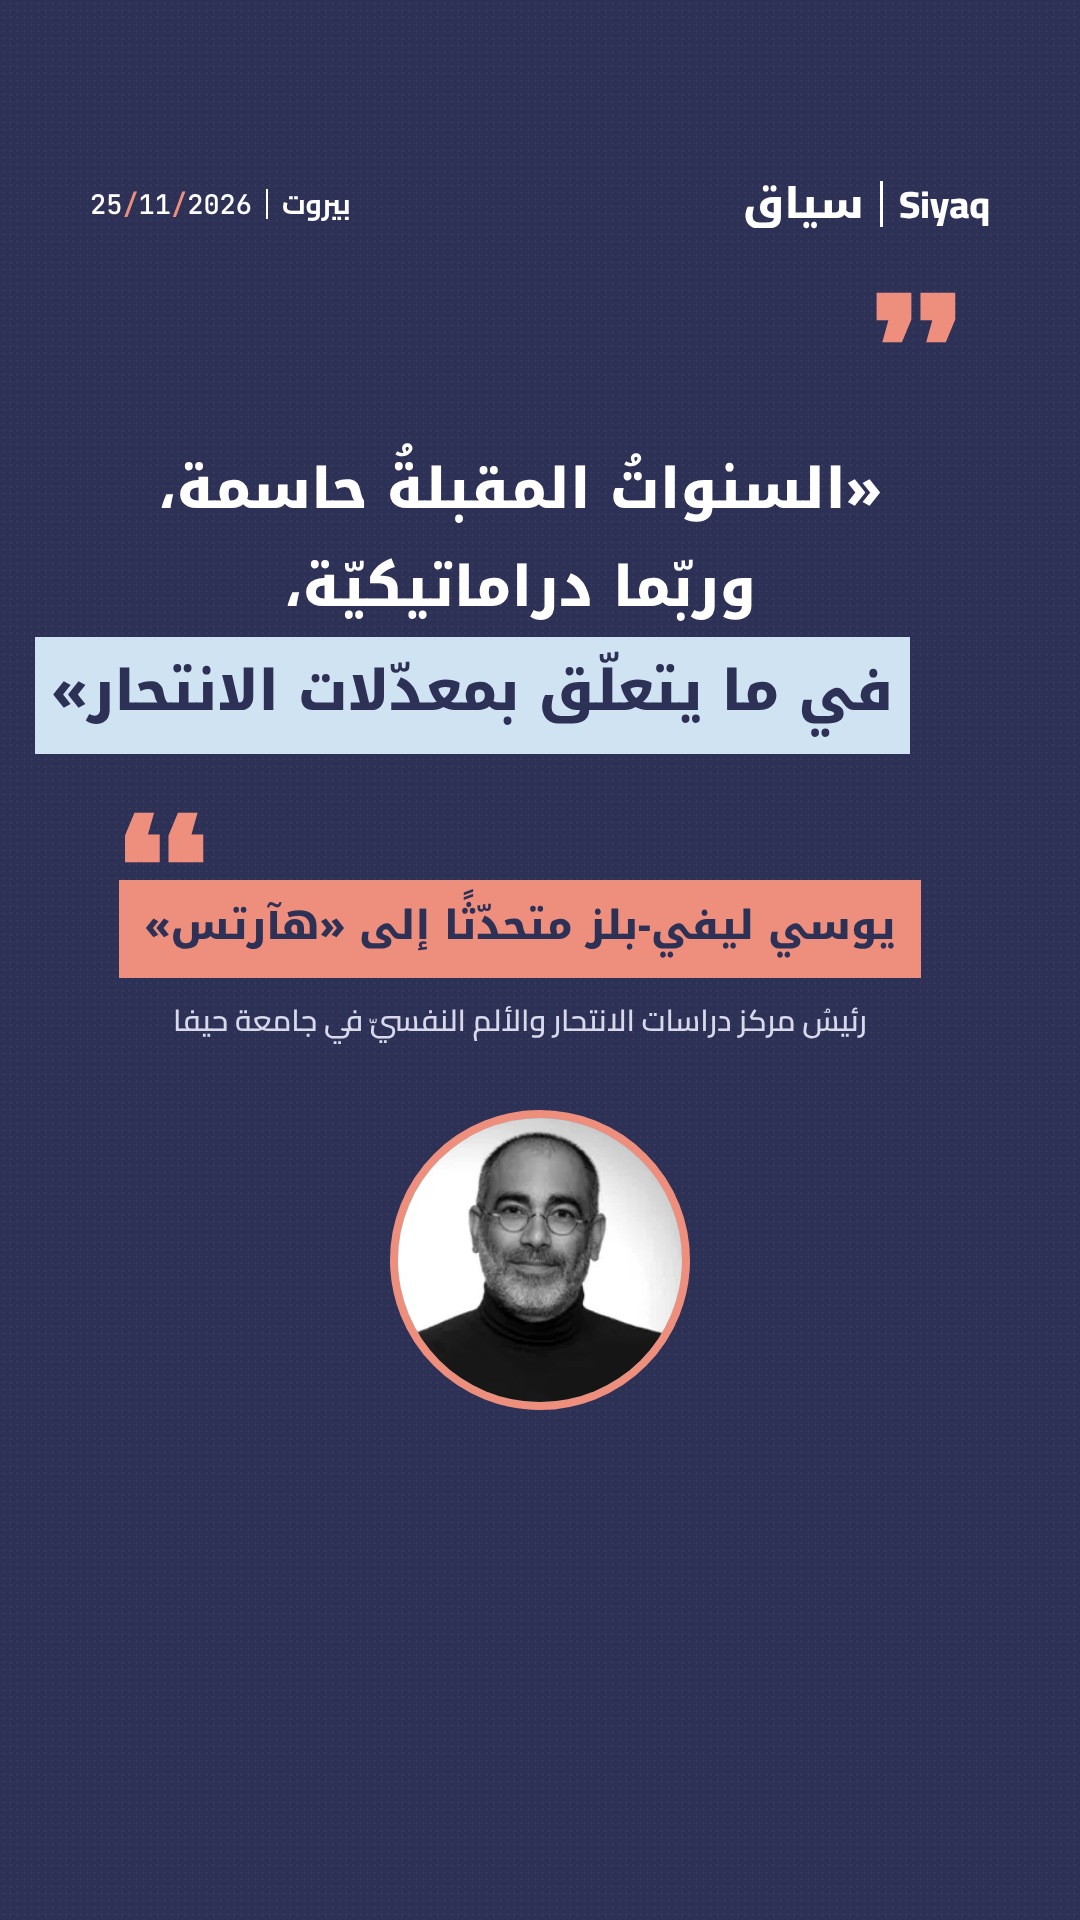 Siyaq | سياق
بيروت | 25/11/2026
”
«السنواتُ المقبلةُ حاسمة،
وربّما دراماتيكيّة،
في ما يتعلّق بمعدّلات الانتحار»
“
يوسي ليفي-بلز متحدّثًا إلى «هآرتس»
رئيسُ مركز دراسات الانتحار والألم النفسيّ في جامعة حيفا